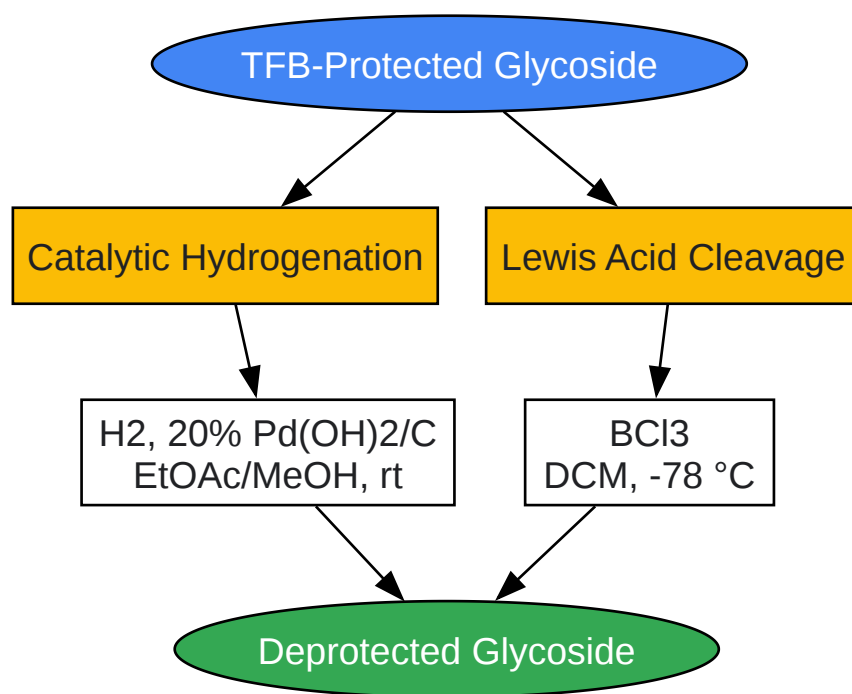 TFB-Protected Glycoside
Catalytic Hydrogenation
Lewis Acid Cleavage
H2, 20% Pd(OH)2/C
EtOAc/MeOH, rt
BCl3
DCM, -78 °C
Deprotected Glycoside